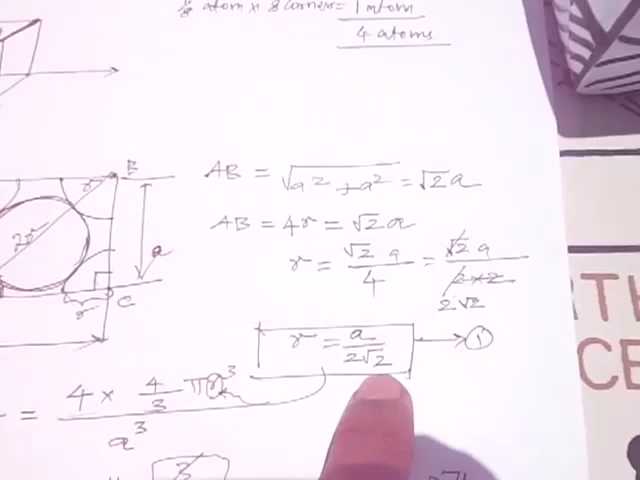 ⅛ atom × 8 corners = 1 atom
4 atoms
B
r
2r
a
r
C
AB = √a² + a² = √2 a
AB = 4r = √2 a
r = √2 a / 4 = √2 a / 2×2
2√2
r = a / 2√2 → ①
= 4 × 4/3 πr³ / a³